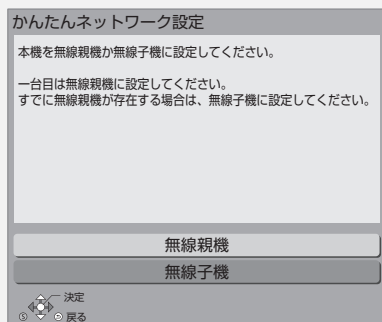 かんたんネットワーク設定
本機を無線親機か無線子機に設定してください。
一台目は無線親機に設定してください。
すでに無線親機が存在する場合は、無線子機に設定してください。
無線親機
無線子機
決定
S 戻る